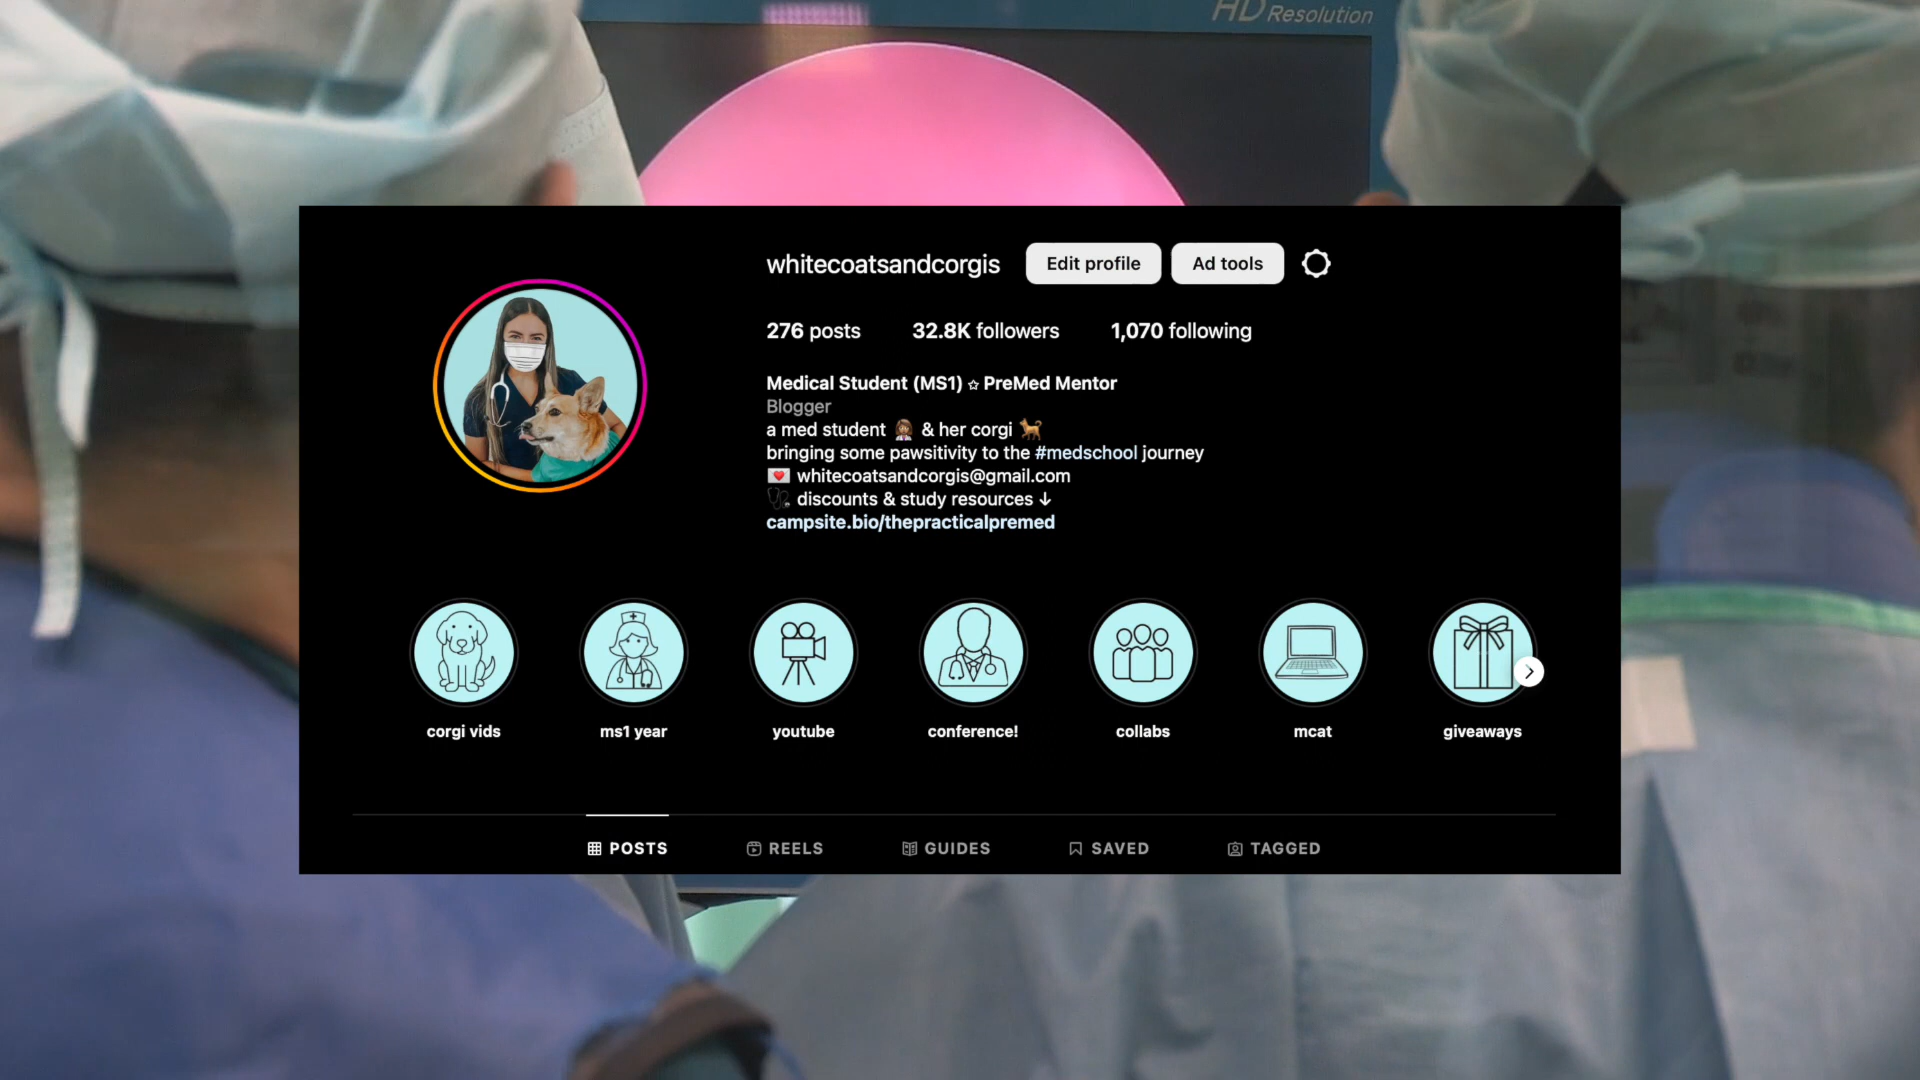 HD Resolution
whitecoatsandcorgis Edit profile Ad tools
276 posts 32.8K followers 1,070 following
Medical Student (MS1) ✩ PreMed Mentor
Blogger
a med student 👩🏽‍⚕️ & her corgi 🐕
bringing some pawsitivity to the #medschool journey
💌 whitecoatsandcorgis@gmail.com
🩺 discounts & study resources ↓
campsite.bio/thepracticalpremed
corgi vids ms1 year youtube conference! collabs mcat giveaways
POSTS REELS GUIDES SAVED TAGGED